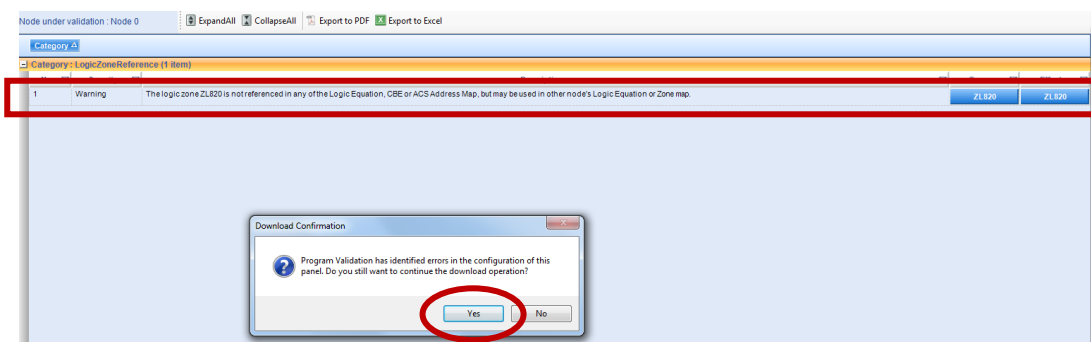 Node under validation : Node 0 ExpandAll CollapseAll Export to PDF Export to Excel
Category
Category : LogicZoneReference (1 item)
1 Warning The logic zone ZL820 is not referenced in any of the Logic Equation, CBE or ACS Address Map, but may be used in other node's Logic Equation or Zone map. ZL820 ZL820
Download Confirmation
Program Validation has identified errors in the configuration of this
panel. Do you still want to continue the download operation?
Yes No